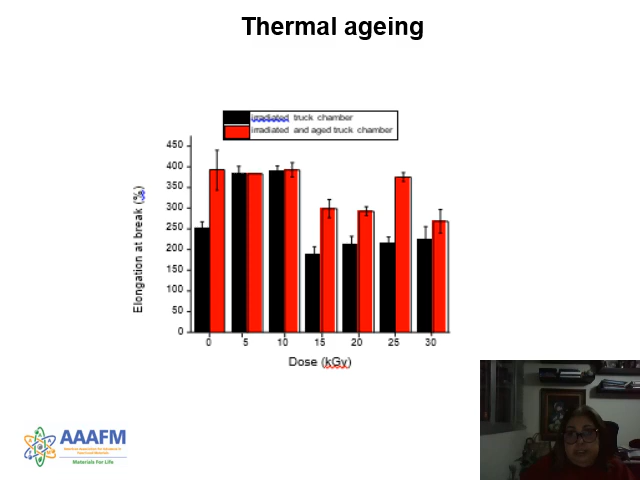 Thermal ageing
irradiated truck chamber
irradiated and aged truck chamber
450
400
350
300
250
200
150
100
50
0
Elongation at break (%)
0 5 10 15 20 25 30
Dose (kGy)
AAAFM
Materials For Life